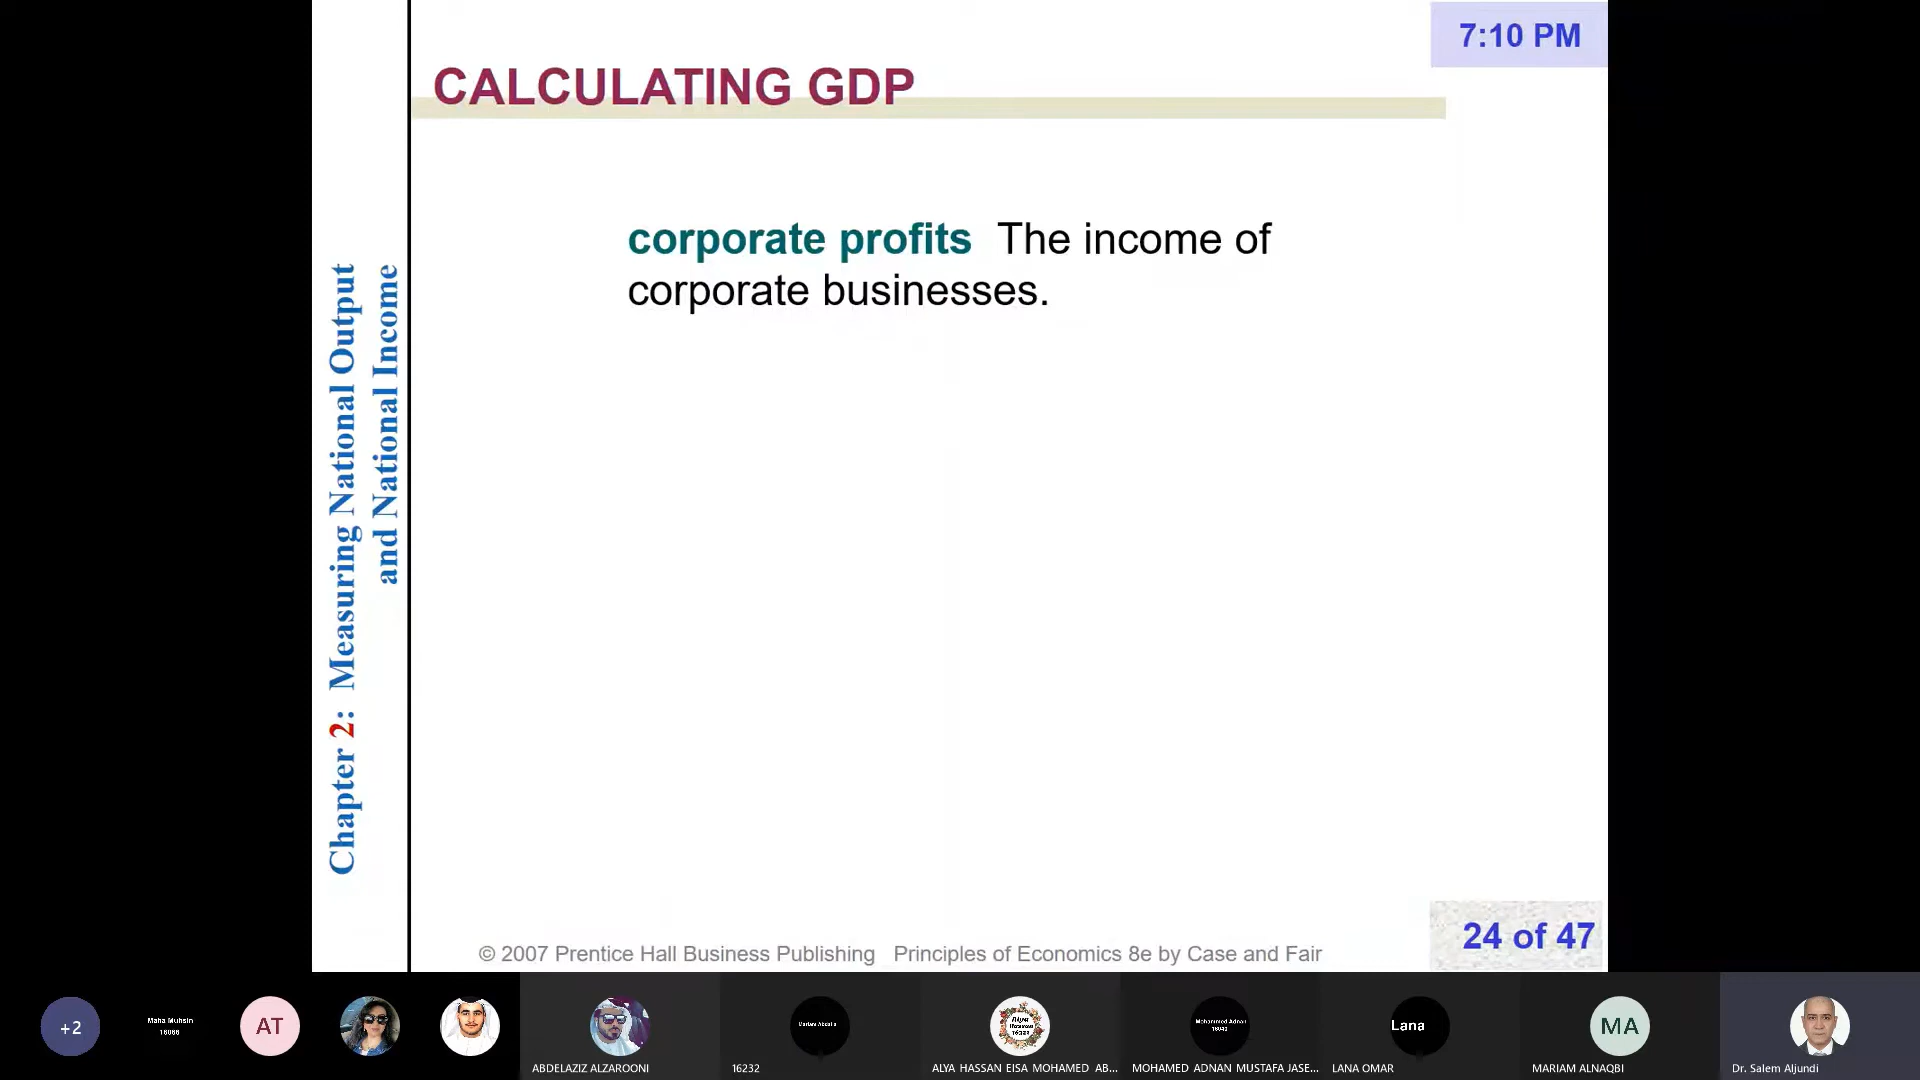 7:10 PM
CALCULATING GDP
corporate profits The income of
corporate businesses.
Chapter 2: Measuring National Output
and National Income
24 of 47
© 2007 Prentice Hall Business Publishing Principles of Economics 8e by Case and Fair
+2
Maha Muhsin
AT
MA
Lana
ABDELAZIZ ALZAROONI
16232
ALYA HASSAN EISA MOHAMED AB...
MOHAMED ADNAN MUSTAFA JASE...
LANA OMAR
MARIAM ALNAQBI
Dr. Salem Aljundi